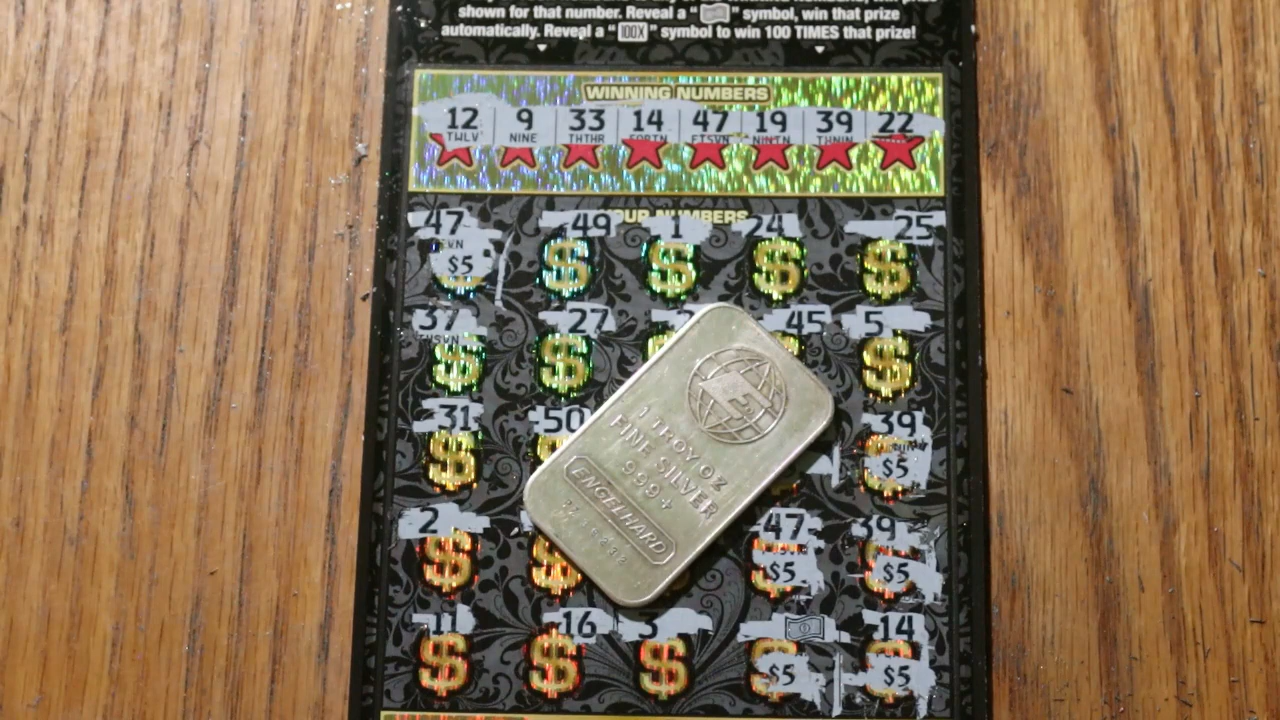 shown for that number. Reveal a " " symbol, win that prize
automatically. Reveal a " 100X " symbol to win 100 TIMES that prize!
WINNING NUMBERS
12 9 33 14 47 19 39 22
TWLV NINE THTHR FORTN FTSVN NINTN THNIN
YOUR NUMBERS
47 49 1 24 25
$5 $ $ $ $
37 27 45 5
$ $ $
31 50 39
$ $5
2 47 39
$ $ $5 $5
11 16 14
$ $ $ $5 $5
1 TROY OZ
FINE SILVER
999+
ENGELHARD